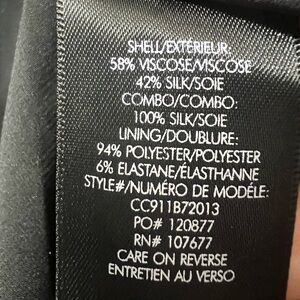 SHELL/EXTÉRIEUR:
58% VISCOSE/VISCOSE
42% SILK/SOIE
COMBO/COMBO:
100% SILK/SOIE
LINING/DOUBLURE:
94% POLYESTER/POLYESTER
6% ELASTANE/ÉLASTHANNE
STYLE#/NUMÉRO DE MODÈLE:
CC911B72013
PO# 120877
RN# 107677
CARE ON REVERSE
ENTRETIEN AU VERSO